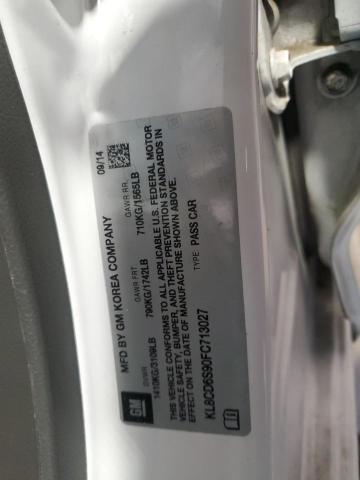 GM
MFD BY GM KOREA COMPANY
09/14
GVWR
GAWR FRT
GAWR RR
1410KG/3109LB
790KG/1742LB
710KG/1565LB
THIS VEHICLE CONFORMS TO ALL APPLICABLE U.S. FEDERAL MOTOR
VEHICLE SAFETY, BUMPER, AND THEFT PREVENTION STANDARDS IN
EFFECT ON THE DATE OF MANUFACTURE SHOWN ABOVE.
KL8CD6S90FC713027
TYPE: PASS CAR